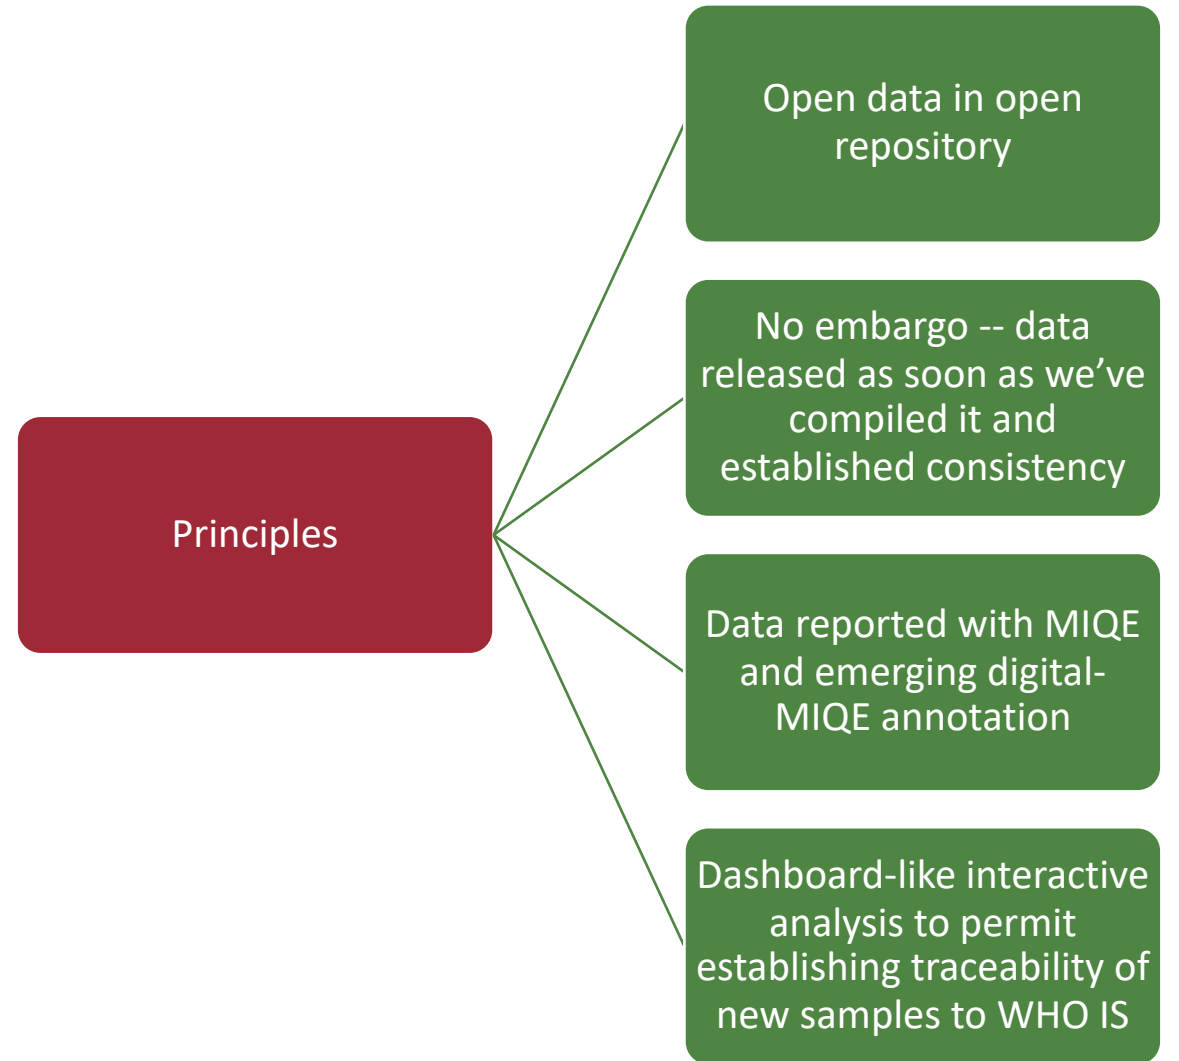 Principles
Open data in open
repository
No embargo -- data
released as soon as we’ve
compiled it and
established consistency
Data reported with MIQE
and emerging digital-
MIQE annotation
Dashboard-like interactive
analysis to permit
establishing traceability of
new samples to WHO IS